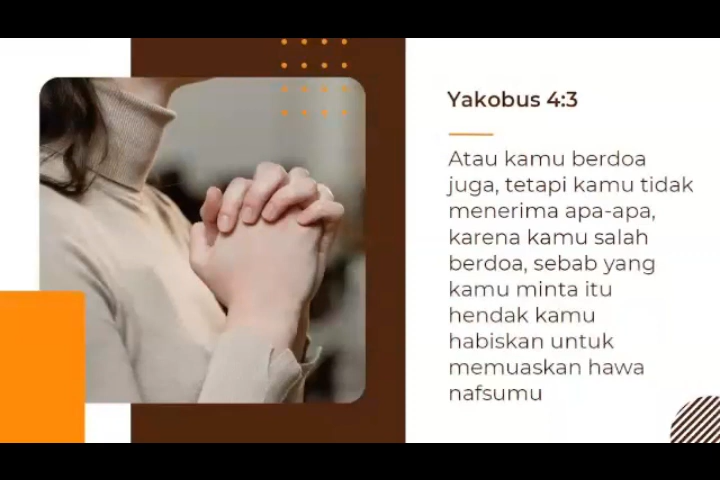 Yakobus 4:3
Atau kamu berdoa
juga, tetapi kamu tidak
menerima apa-apa,
karena kamu salah
berdoa, sebab yang
kamu minta itu
hendak kamu
habiskan untuk
memuaskan hawa
nafsumu